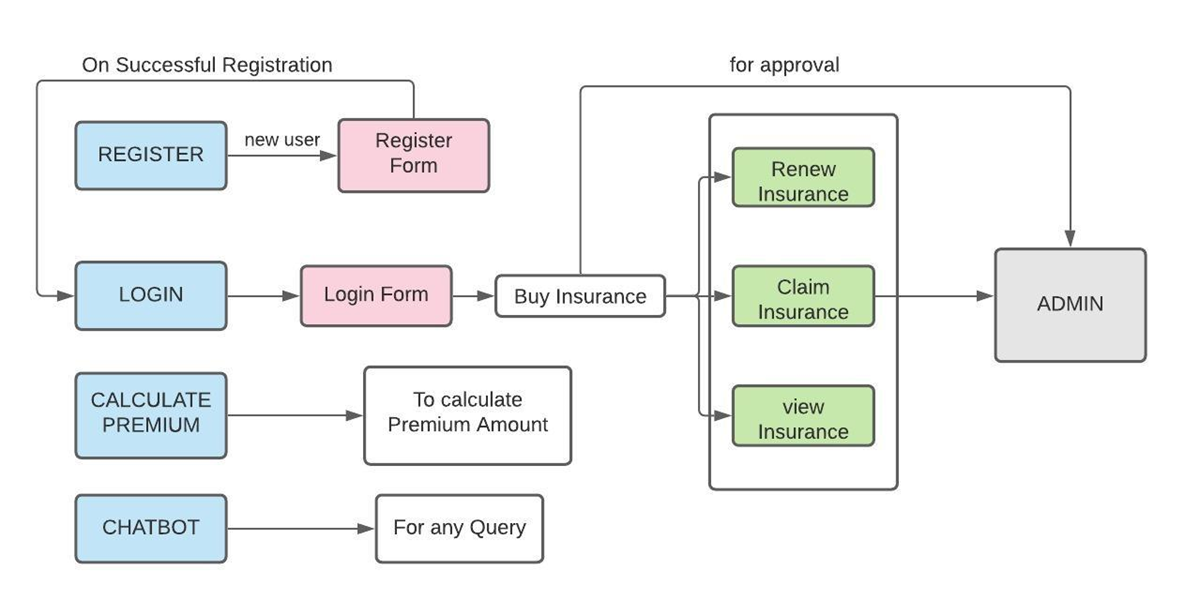 On Successful Registration
for approval
REGISTER
new user
Register
Form
Renew
Insurance
LOGIN
Login Form
Buy Insurance
Claim
Insurance
ADMIN
CALCULATE
PREMIUM
To calculate
Premium Amount
view
Insurance
CHATBOT
For any Query